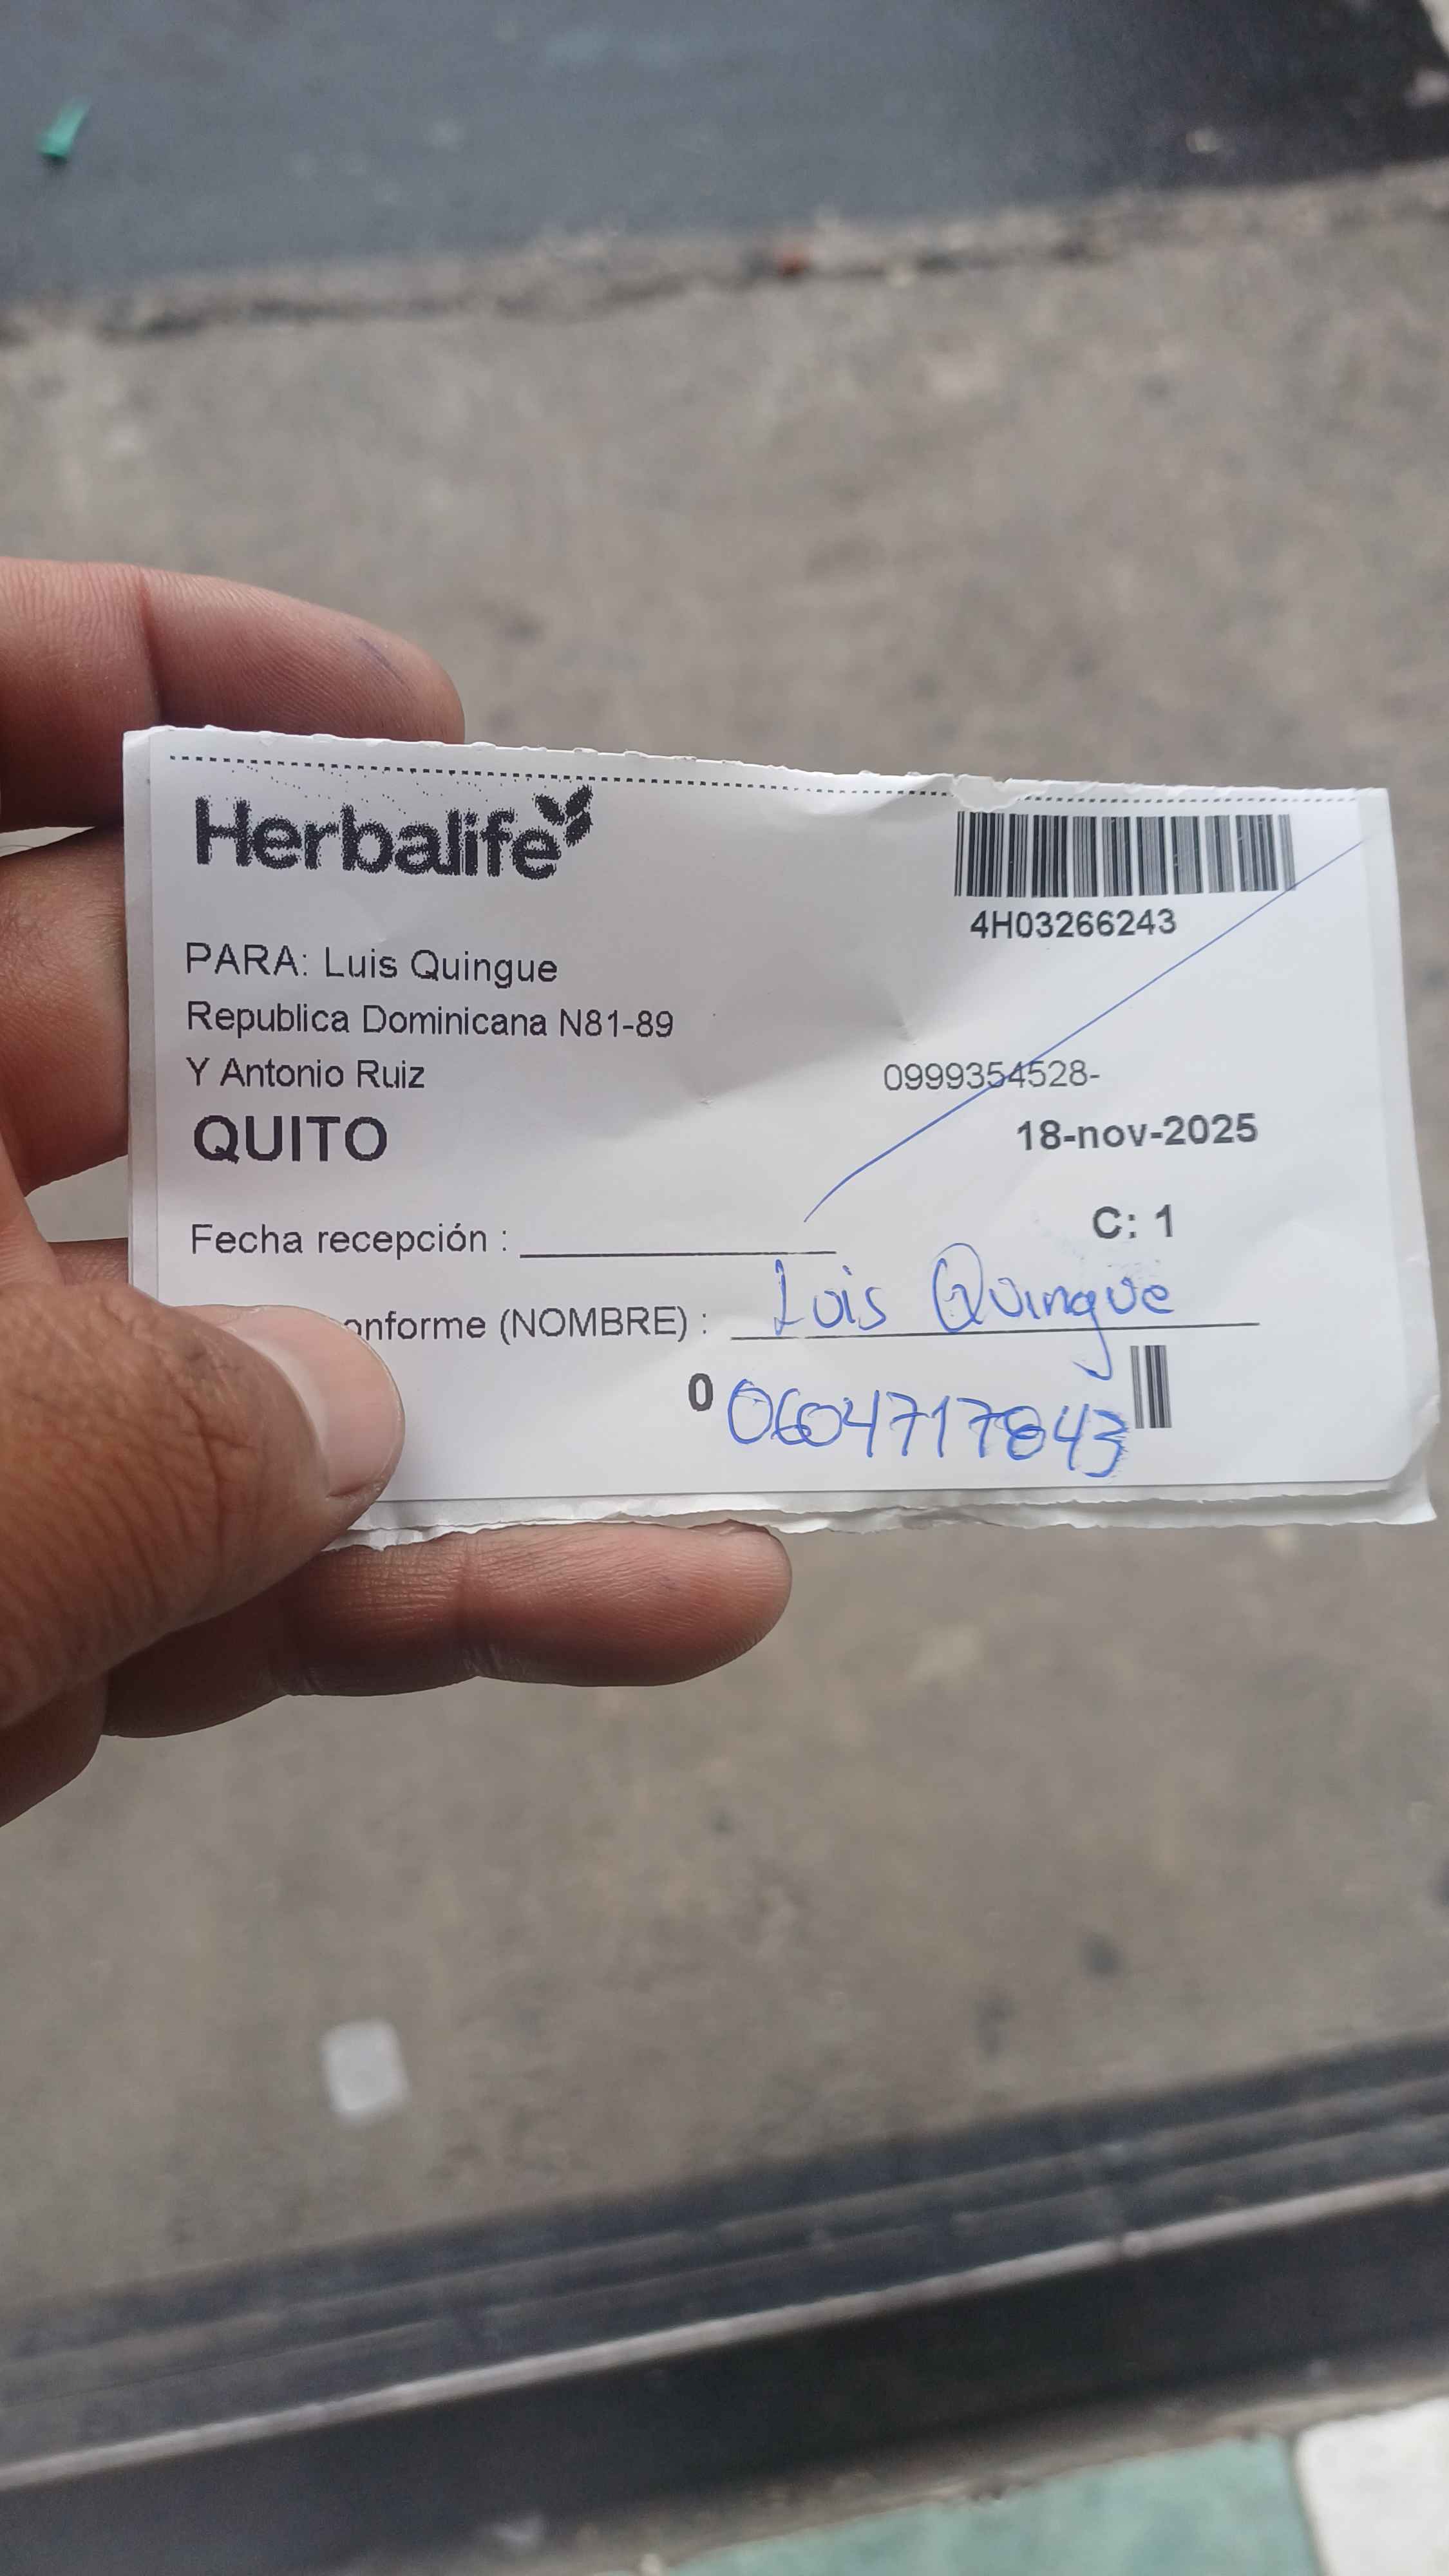 Herbalife
4H03266243
PARA: Luis Quingue
Republica Dominicana N81-89
Y Antonio Ruiz
0999354528-
QUITO
18-nov-2025
Fecha recepción :
C: 1
onforme (NOMBRE) : Luis Quingue
0 0604717843